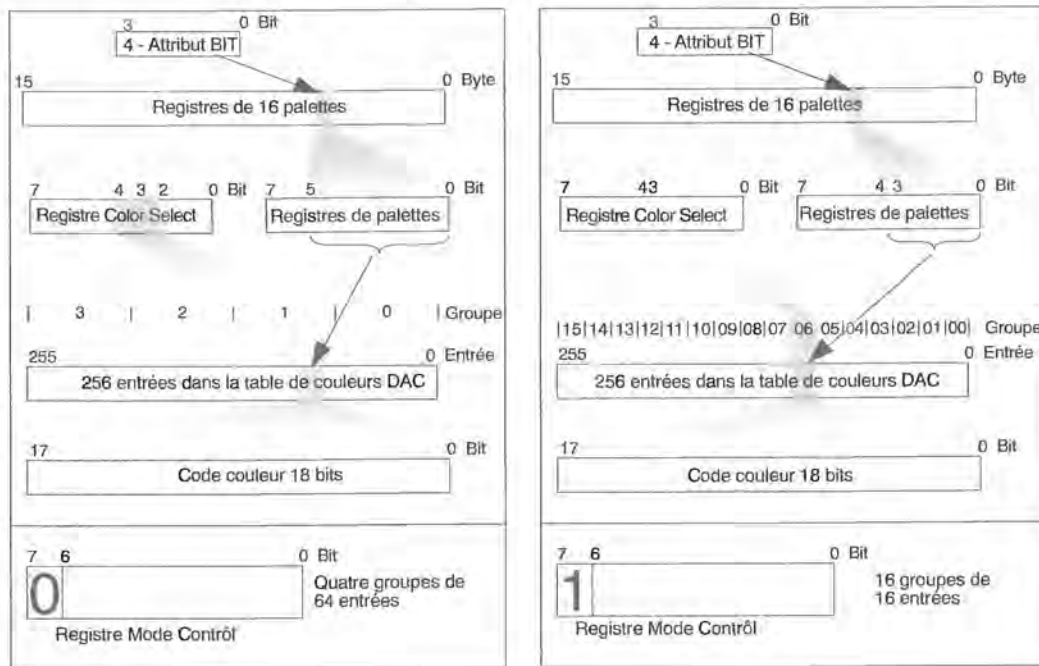 3 0 Bit
4 - Attribut BIT
15 0 Byte
Registres de 16 palettes
7 4 3 2 0 Bit 7 5 0 Bit
Registre Color Select Registres de palettes
| 3 | 2 | 1 | 0 |Groupe
255 0 Entrée
256 entrées dans la table de couleurs DAC
17 0 Bit
Code couleur 18 bits
7 6 0 Bit
0 Quatre groupes de
64 entrées
Registre Mode Contrôl
3 0 Bit
4 - Attribut BIT
15 0 Byte
Registres de 16 palettes
7 43 0 Bit 7 4 3 0 Bit
Registre Color Select Registres de palettes
|15|14|13|12|11|10|09|08|07 06 05|04|03|02|01|00| Groupe
255 0 Entrée
256 entrées dans la table de couleurs DAC
17 0 Bit
Code couleur 18 bits
7 6 0 Bit
1 16 groupes de
16 entrées
Registre Mode Contrôl